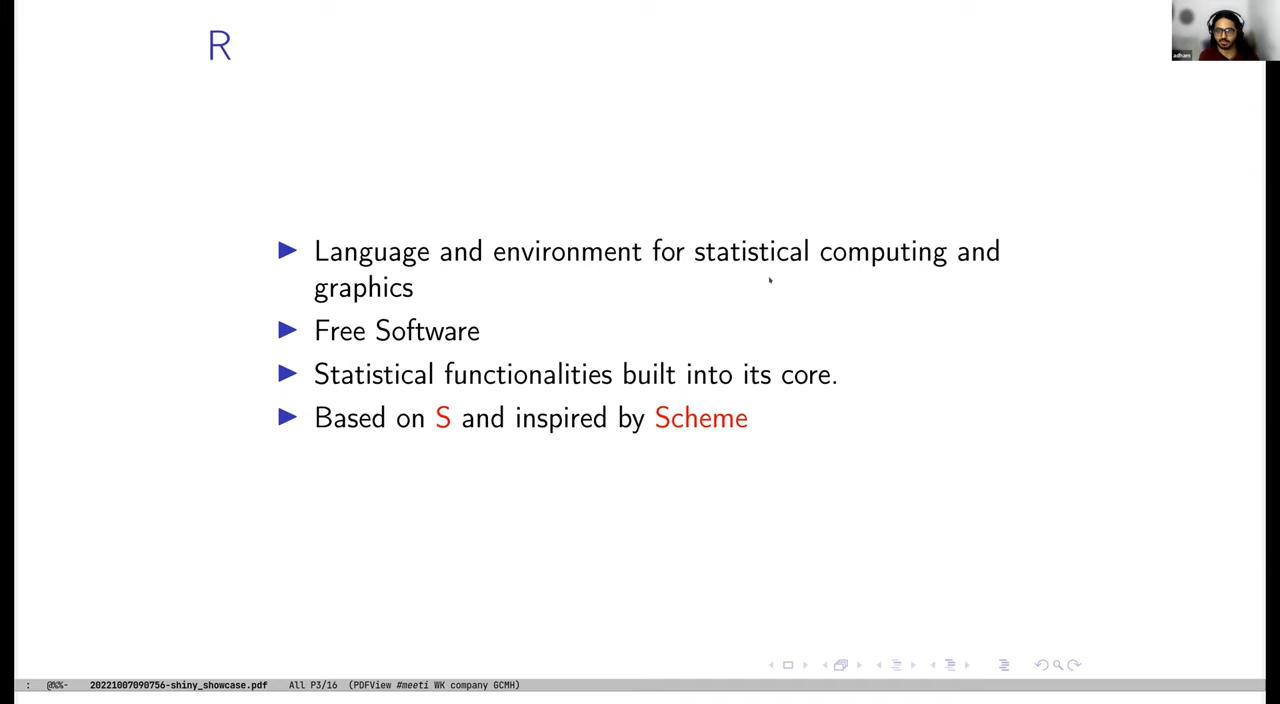 R
adham
Language and environment for statistical computing and
graphics
Free Software
Statistical functionalities built into its core.
Based on S and inspired by Scheme
: @%%- 20221007090756-shiny_showcase.pdf All P3/16 (PDFView #meeti WK company GCMH)